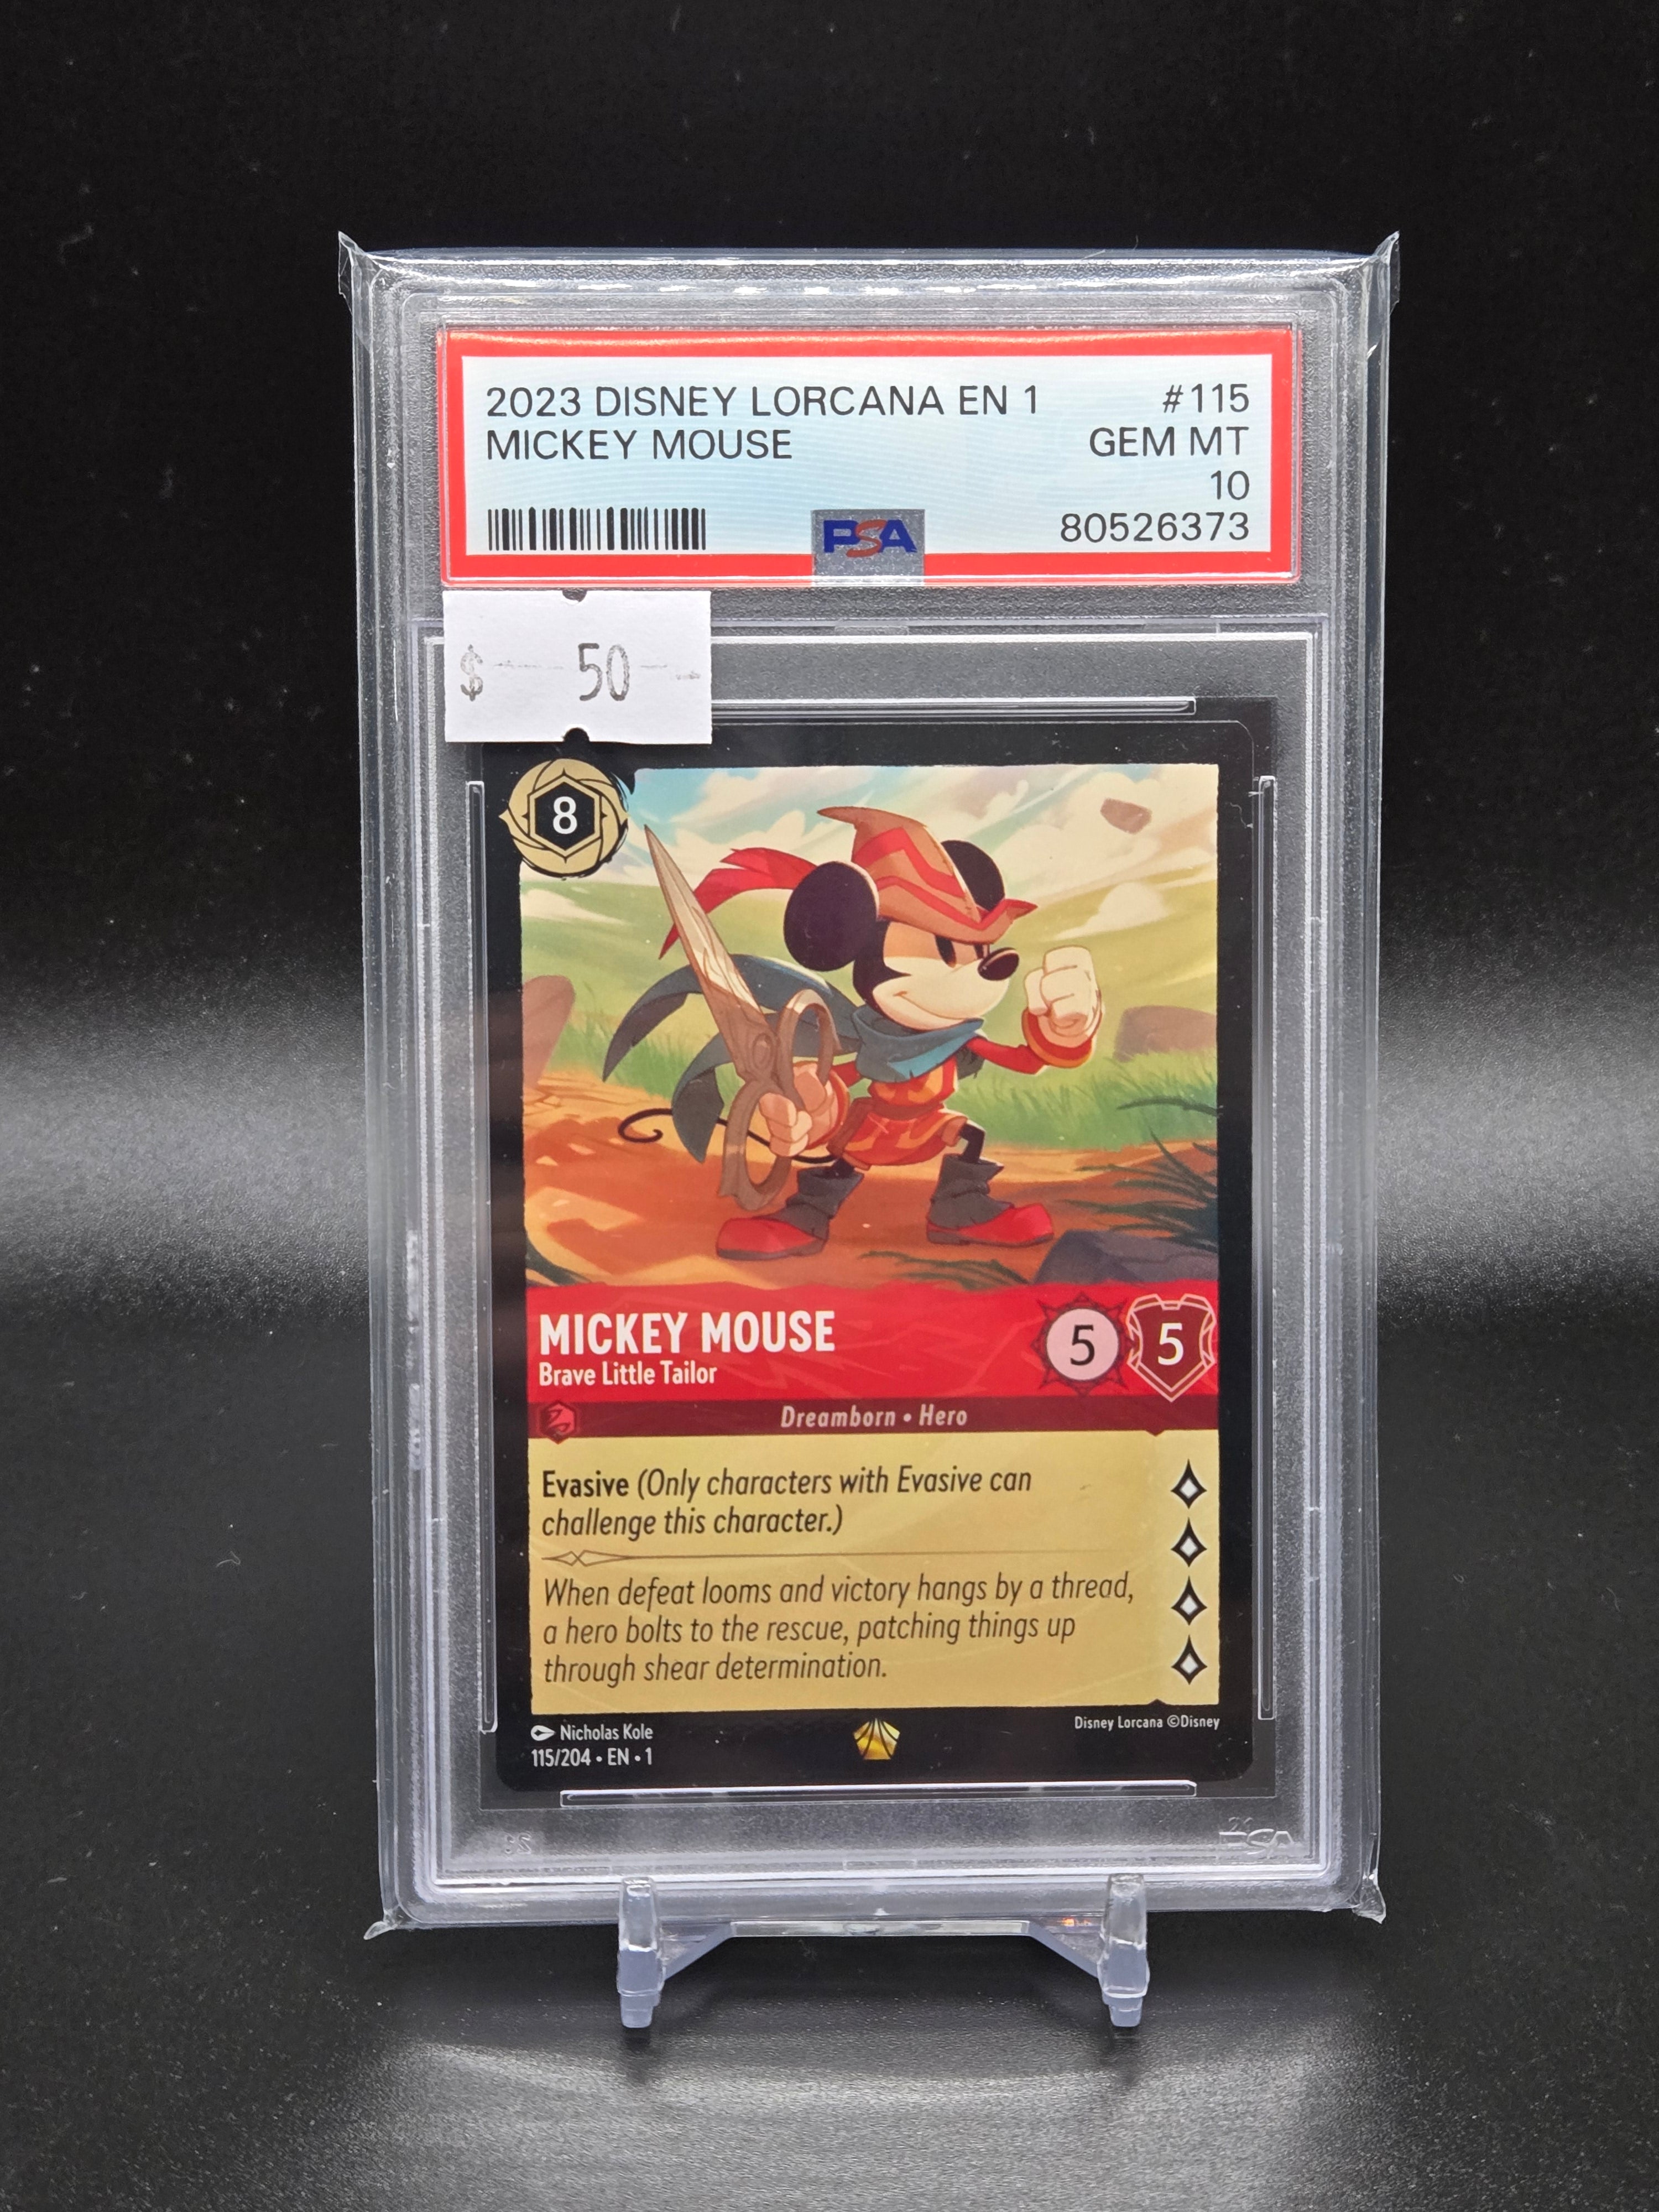 2023 DISNEY LORCANA EN 1 #115
MICKEY MOUSE GEM MT
10
PSA 80526373
$ 50
8
MICKEY MOUSE 5 5
Brave Little Tailor
Dreamborn • Hero
Evasive (Only characters with Evasive can
challenge this character.)
When defeat looms and victory hangs by a thread,
a hero bolts to the rescue, patching things up
through shear determination.
Nicholas Kole Disney Lorcana ©Disney
115/204 • EN • 1
PSA